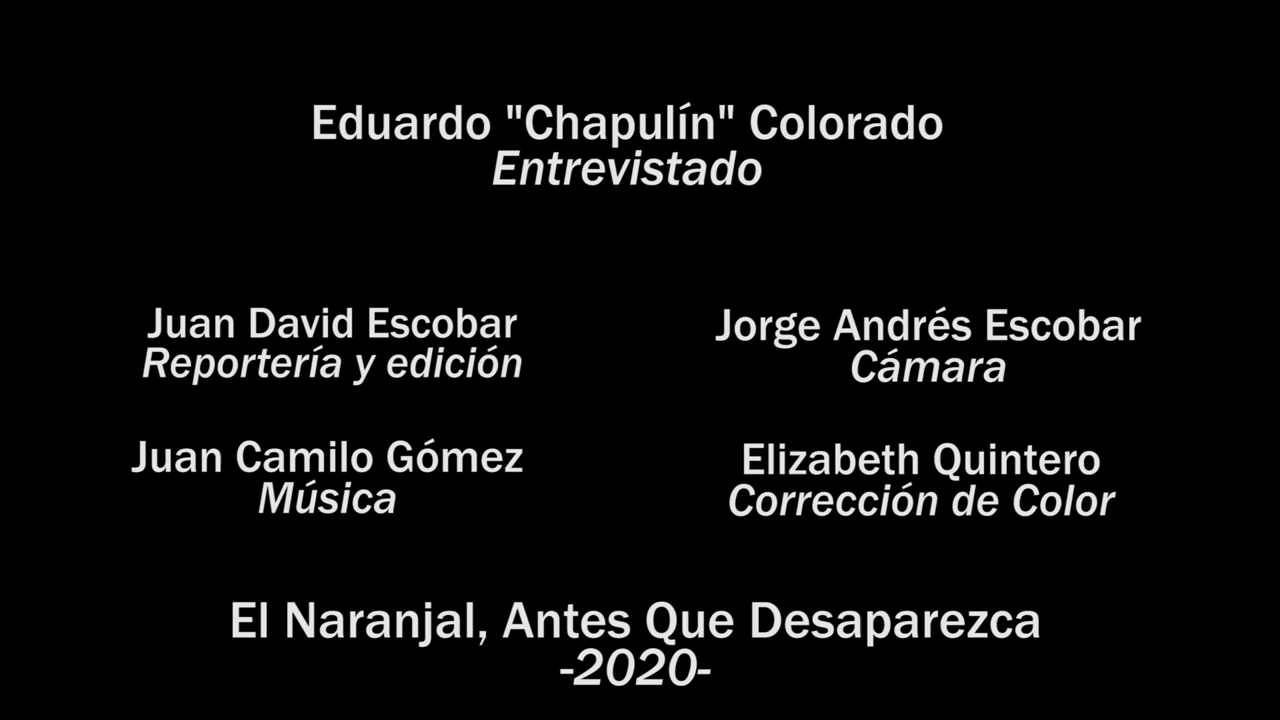 Eduardo "Chapulín" Colorado
Entrevistado
Juan David Escobar
Reportería y edición
Jorge Andrés Escobar
Cámara
Juan Camilo Gómez
Música
Elizabeth Quintero
Corrección de Color
El Naranjal, Antes Que Desaparezca
-2020-